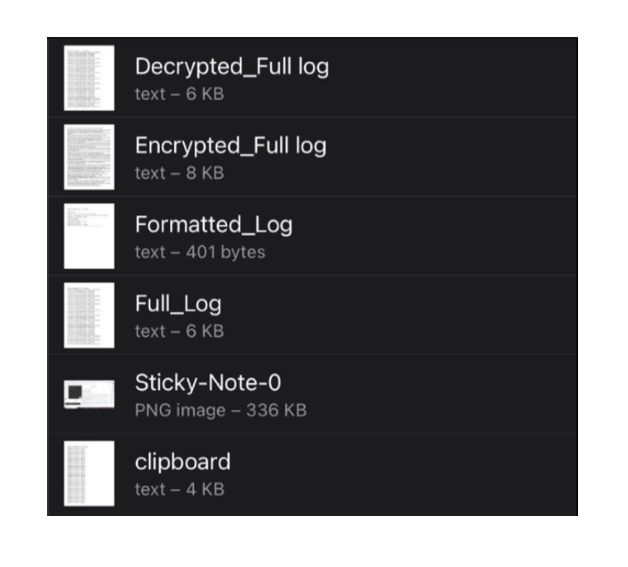 Decrypted_Full log
text – 6 KB
Encrypted_Full log
text – 8 KB
Formatted_Log
text – 401 bytes
Full_Log
text – 6 KB
Sticky-Note-0
PNG image – 336 KB
clipboard
text – 4 KB